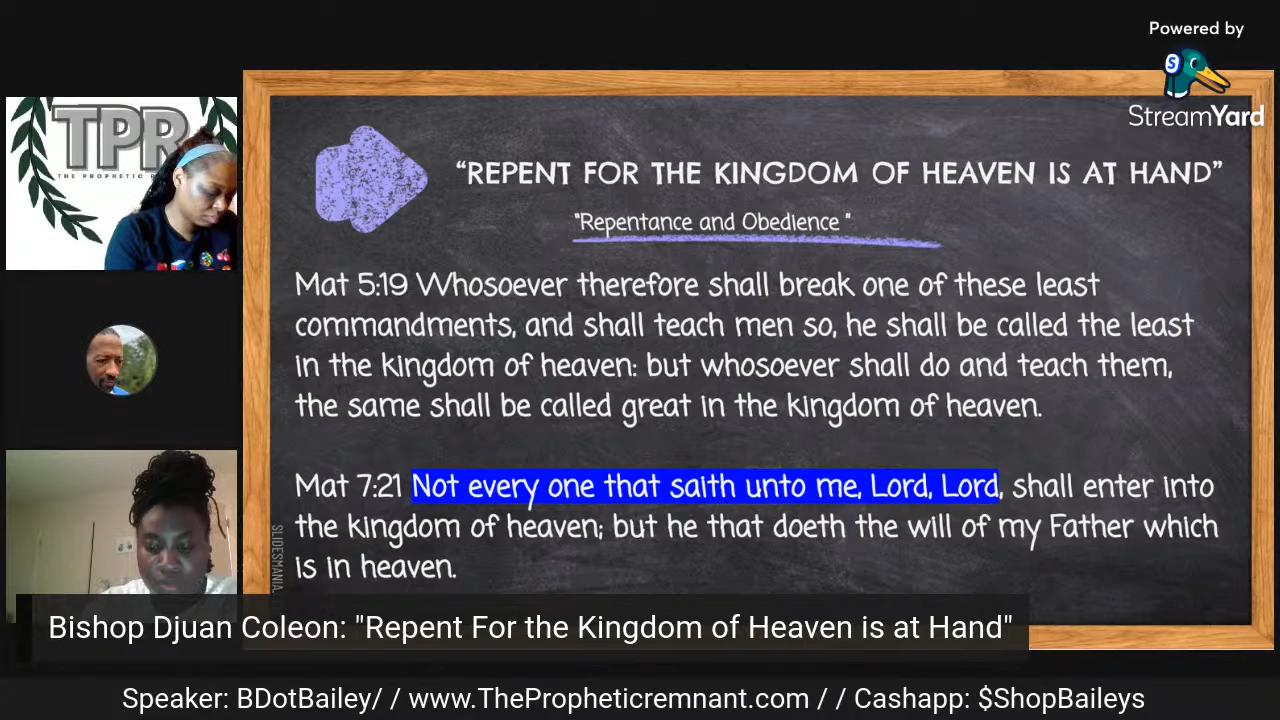 Powered by
S
StreamYard
TPR
THE PROPHETIC R
"REPENT FOR THE KINGDOM OF HEAVEN IS AT HAND"
"Repentance and Obedience "
Mat 5:19 Whosoever therefore shall break one of these least
commandments, and shall teach men so, he shall be called the least
in the kingdom of heaven: but whosoever shall do and teach them,
the same shall be called great in the kingdom of heaven.
Mat 7:21 Not every one that saith unto me, Lord, Lord, shall enter into
the kingdom of heaven; but he that doeth the will of my Father which
is in heaven.
SLIDESMANIA.
Bishop Djuan Coleon: "Repent For the Kingdom of Heaven is at Hand"
Speaker: BDotBailey/ / www.ThePropheticremnant.com / / Cashapp: $ShopBaileys